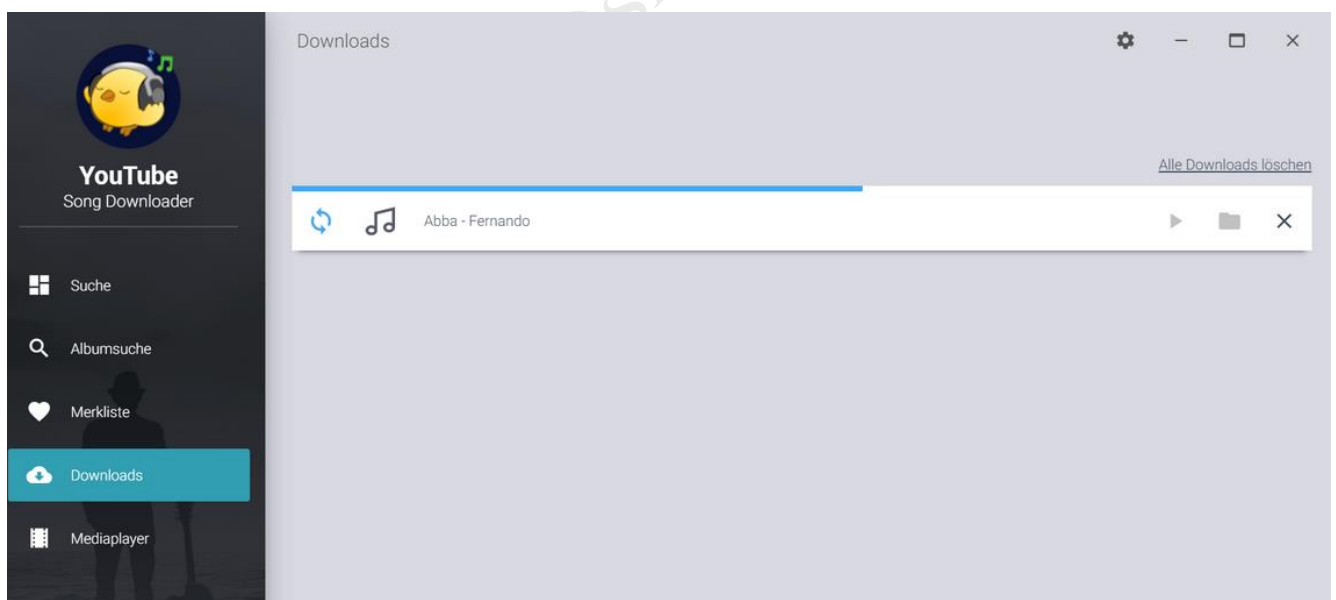 Downloads
YouTube
Song Downloader
Alle Downloads löschen
Abba - Fernando
Suche
Albumsuche
Merkliste
Downloads
Mediaplayer